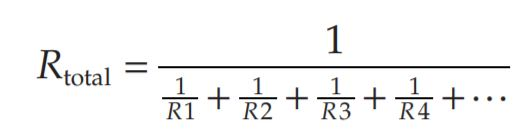 R_total = 1 / (1/R1 + 1/R2 + 1/R3 + 1/R4 + ⋯)